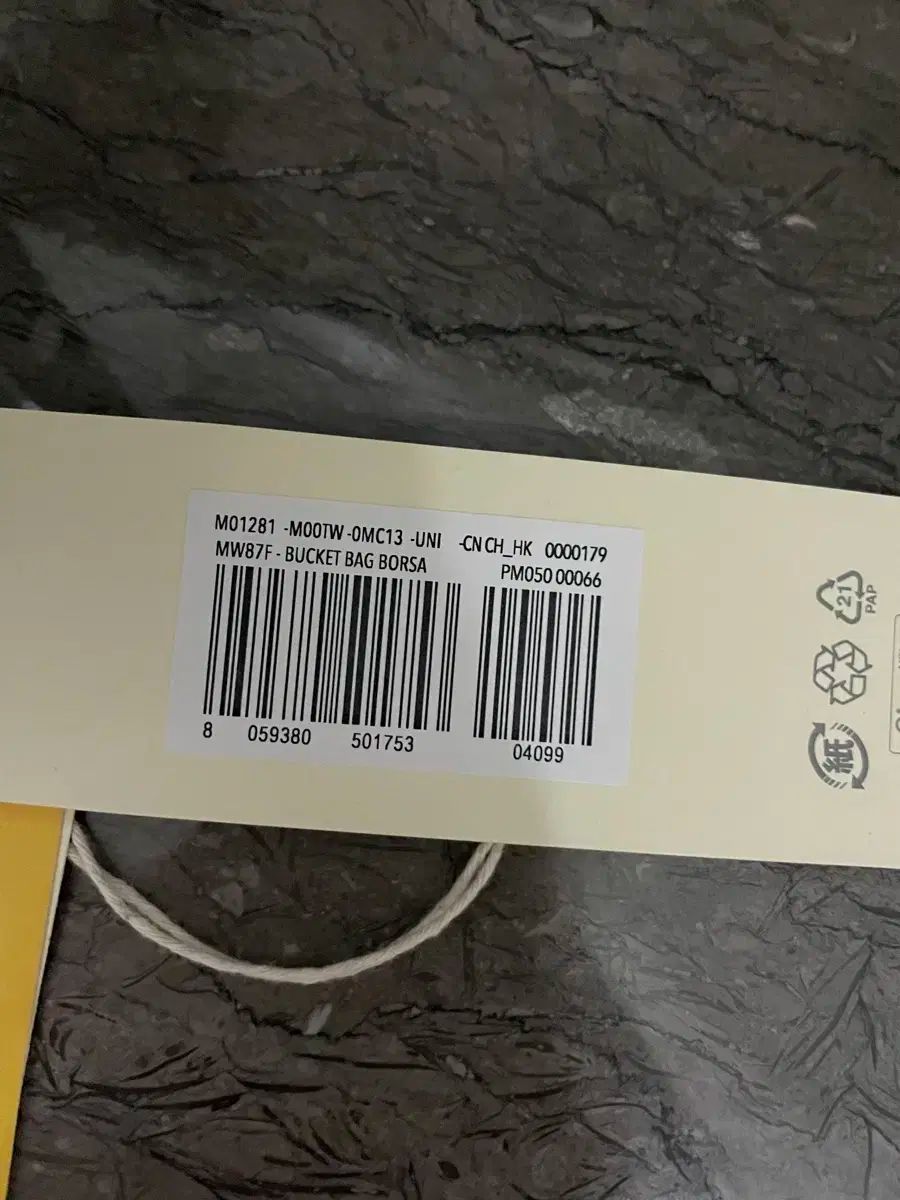 M01281 -M00TW -0MC13 -UNI -CN CH_HK 0000179
MW87F - BUCKET BAG BORSA PM050 00066
8 059380 501753 04099
21
PAP
紙